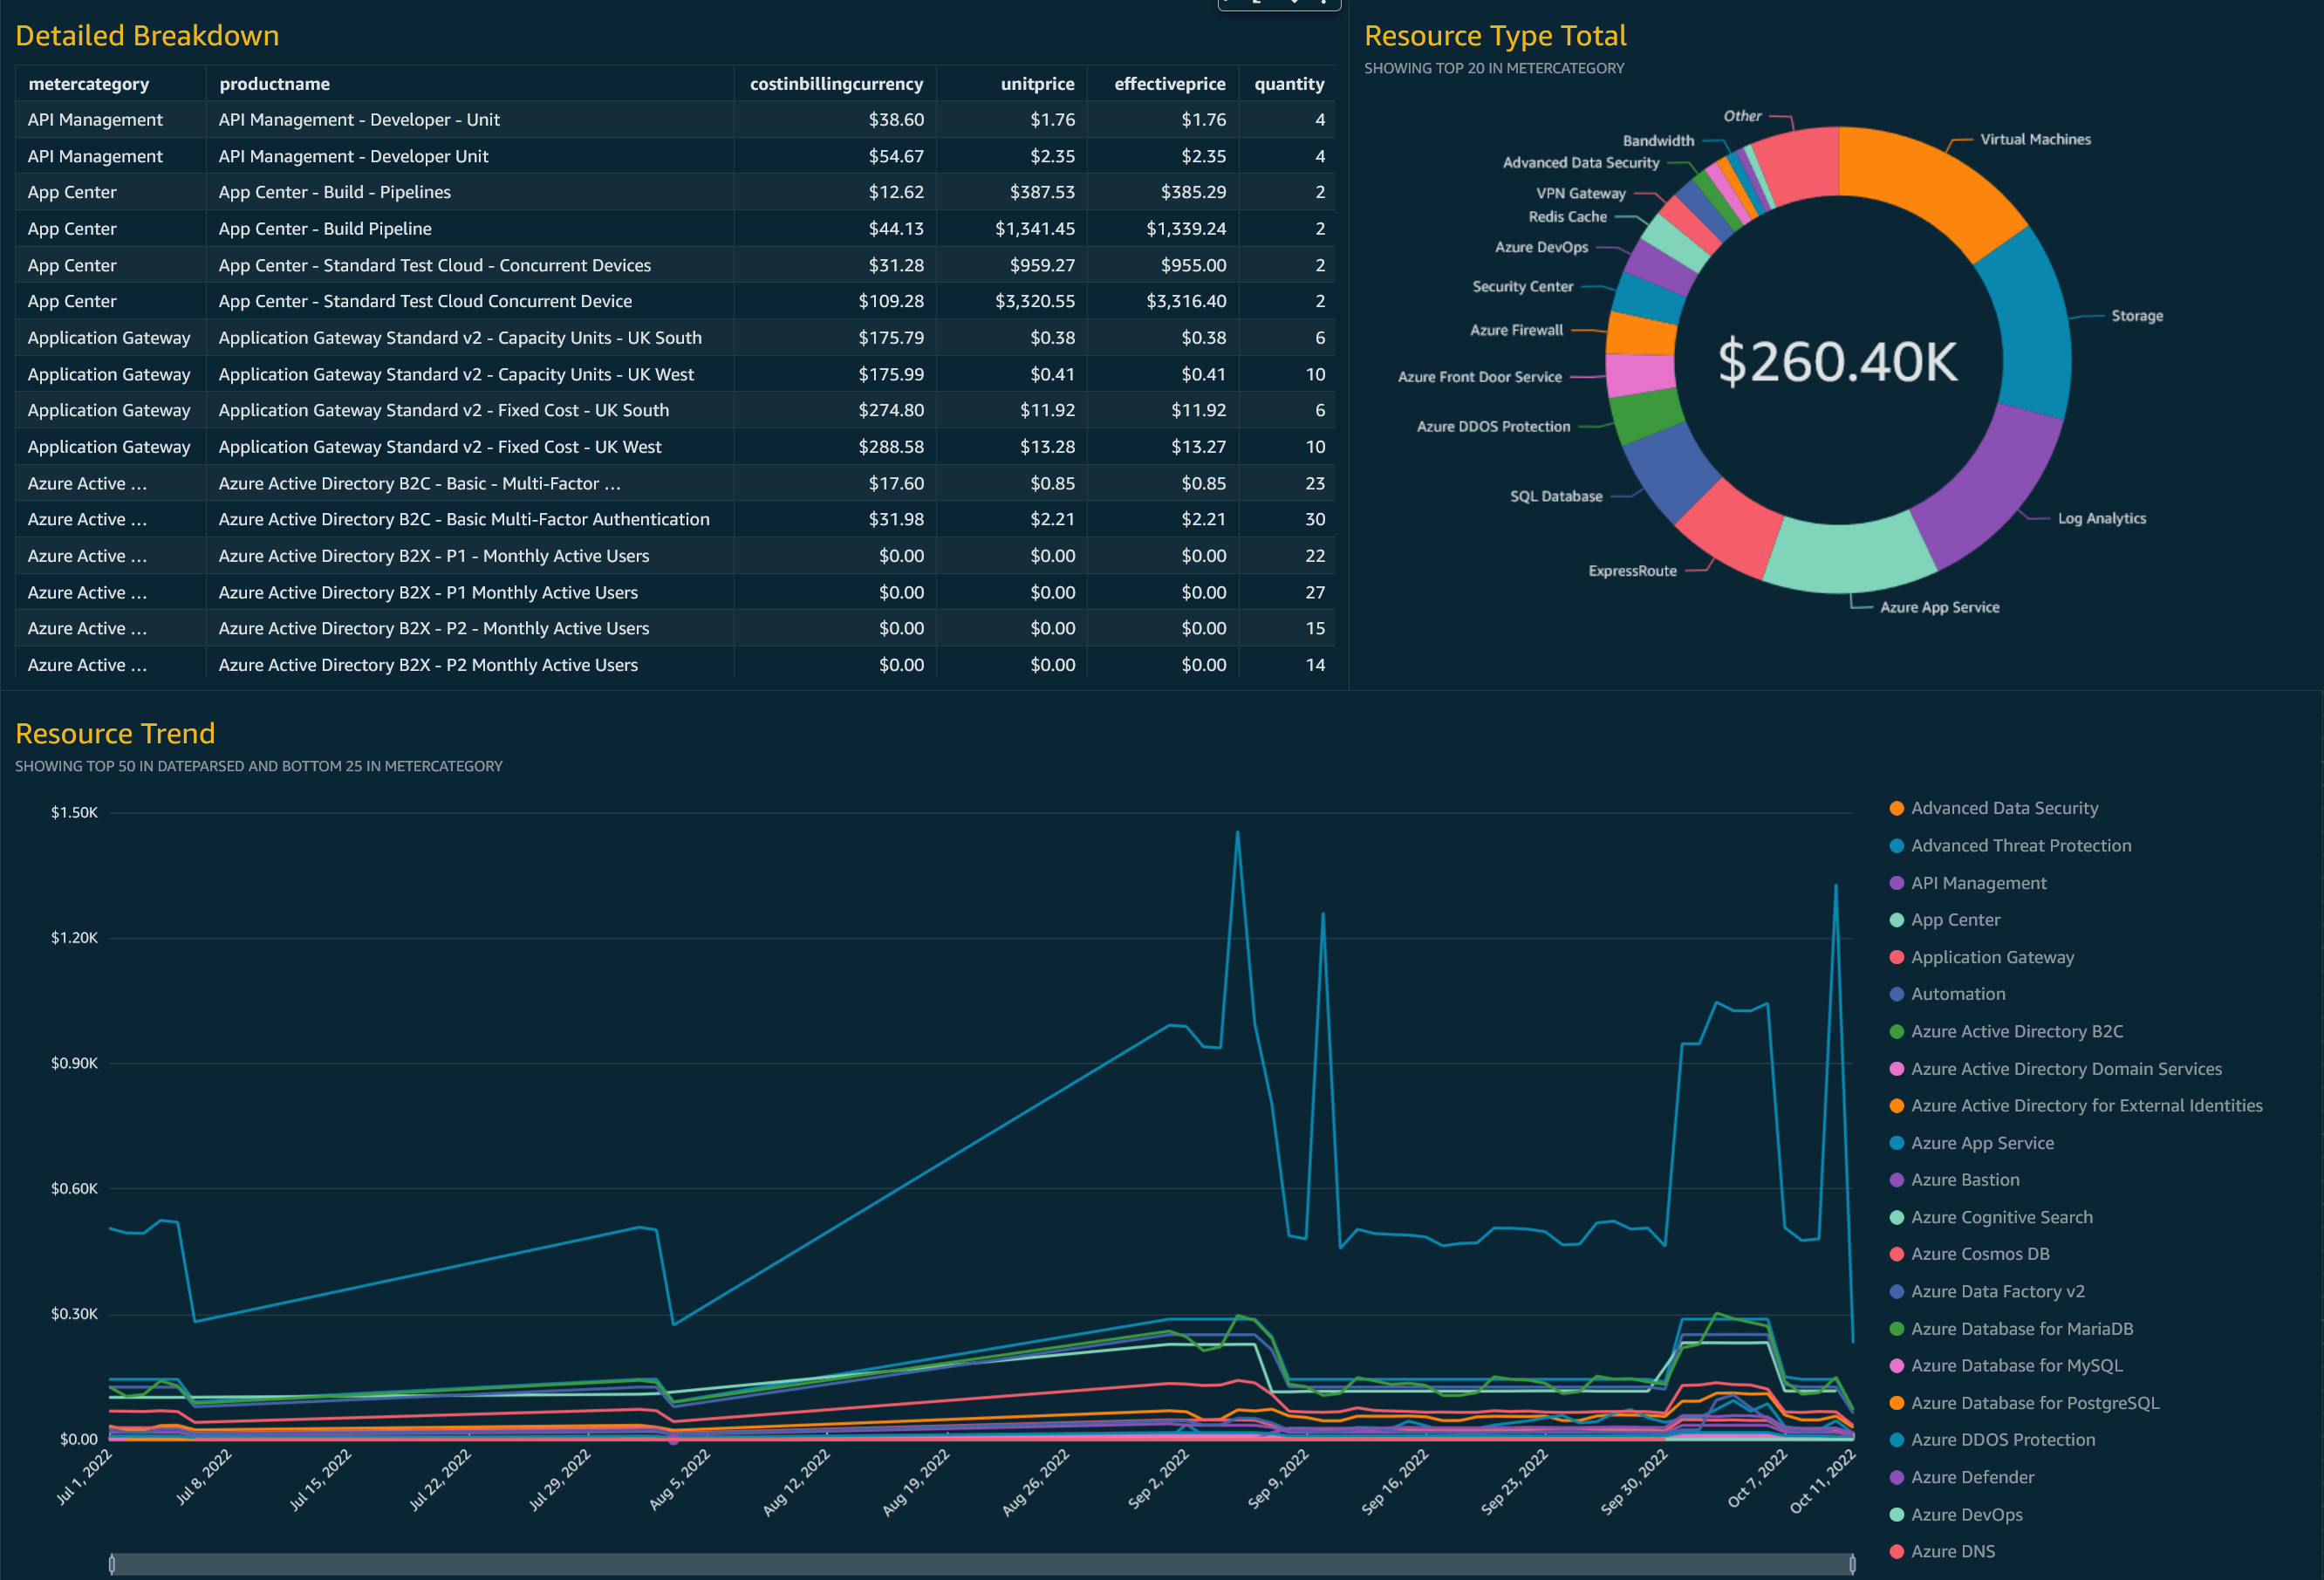 Detailed Breakdown
metercategory productname costinbillingcurrency unitprice effectiveprice quantity
API Management API Management - Developer - Unit $38.60 $1.76 $1.76 4
API Management API Management - Developer Unit $54.67 $2.35 $2.35 4
App Center App Center - Build - Pipelines $12.62 $387.53 $385.29 2
App Center App Center - Build Pipeline $44.13 $1,341.45 $1,339.24 2
App Center App Center - Standard Test Cloud - Concurrent Devices $31.28 $959.27 $955.00 2
App Center App Center - Standard Test Cloud Concurrent Device $109.28 $3,320.55 $3,316.40 2
Application Gateway Application Gateway Standard v2 - Capacity Units - UK South $175.79 $0.38 $0.38 6
Application Gateway Application Gateway Standard v2 - Capacity Units - UK West $175.99 $0.41 $0.41 10
Application Gateway Application Gateway Standard v2 - Fixed Cost - UK South $274.80 $11.92 $11.92 6
Application Gateway Application Gateway Standard v2 - Fixed Cost - UK West $288.58 $13.28 $13.27 10
Azure Active ... Azure Active Directory B2C - Basic - Multi-Factor ... $17.60 $0.85 $0.85 23
Azure Active ... Azure Active Directory B2C - Basic Multi-Factor Authentication $31.98 $2.21 $2.21 30
Azure Active ... Azure Active Directory B2X - P1 - Monthly Active Users $0.00 $0.00 $0.00 22
Azure Active ... Azure Active Directory B2X - P1 Monthly Active Users $0.00 $0.00 $0.00 27
Azure Active ... Azure Active Directory B2X - P2 - Monthly Active Users $0.00 $0.00 $0.00 15
Azure Active ... Azure Active Directory B2X - P2 Monthly Active Users $0.00 $0.00 $0.00 14
Resource Type Total
SHOWING TOP 20 IN METERCATEGORY
Other
Bandwidth
Advanced Data Security
VPN Gateway
Redis Cache
Azure DevOps
Security Center
Azure Firewall
Azure Front Door Service
Azure DDOS Protection
SQL Database
ExpressRoute
Azure App Service
Log Analytics
Storage
Virtual Machines
$260.40K
Resource Trend
SHOWING TOP 50 IN DATEPARSED AND BOTTOM 25 IN METERCATEGORY
$1.50K
$1.20K
$0.90K
$0.60K
$0.30K
$0.00
Jul 1, 2022
Jul 8, 2022
Jul 15, 2022
Jul 22, 2022
Jul 29, 2022
Aug 5, 2022
Aug 12, 2022
Aug 19, 2022
Aug 26, 2022
Sep 2, 2022
Sep 9, 2022
Sep 16, 2022
Sep 23, 2022
Sep 30, 2022
Oct 7, 2022
Oct 11, 2022
Advanced Data Security
Advanced Threat Protection
API Management
App Center
Application Gateway
Automation
Azure Active Directory B2C
Azure Active Directory Domain Services
Azure Active Directory for External Identities
Azure App Service
Azure Bastion
Azure Cognitive Search
Azure Cosmos DB
Azure Data Factory v2
Azure Database for MariaDB
Azure Database for MySQL
Azure Database for PostgreSQL
Azure DDOS Protection
Azure Defender
Azure DevOps
Azure DNS